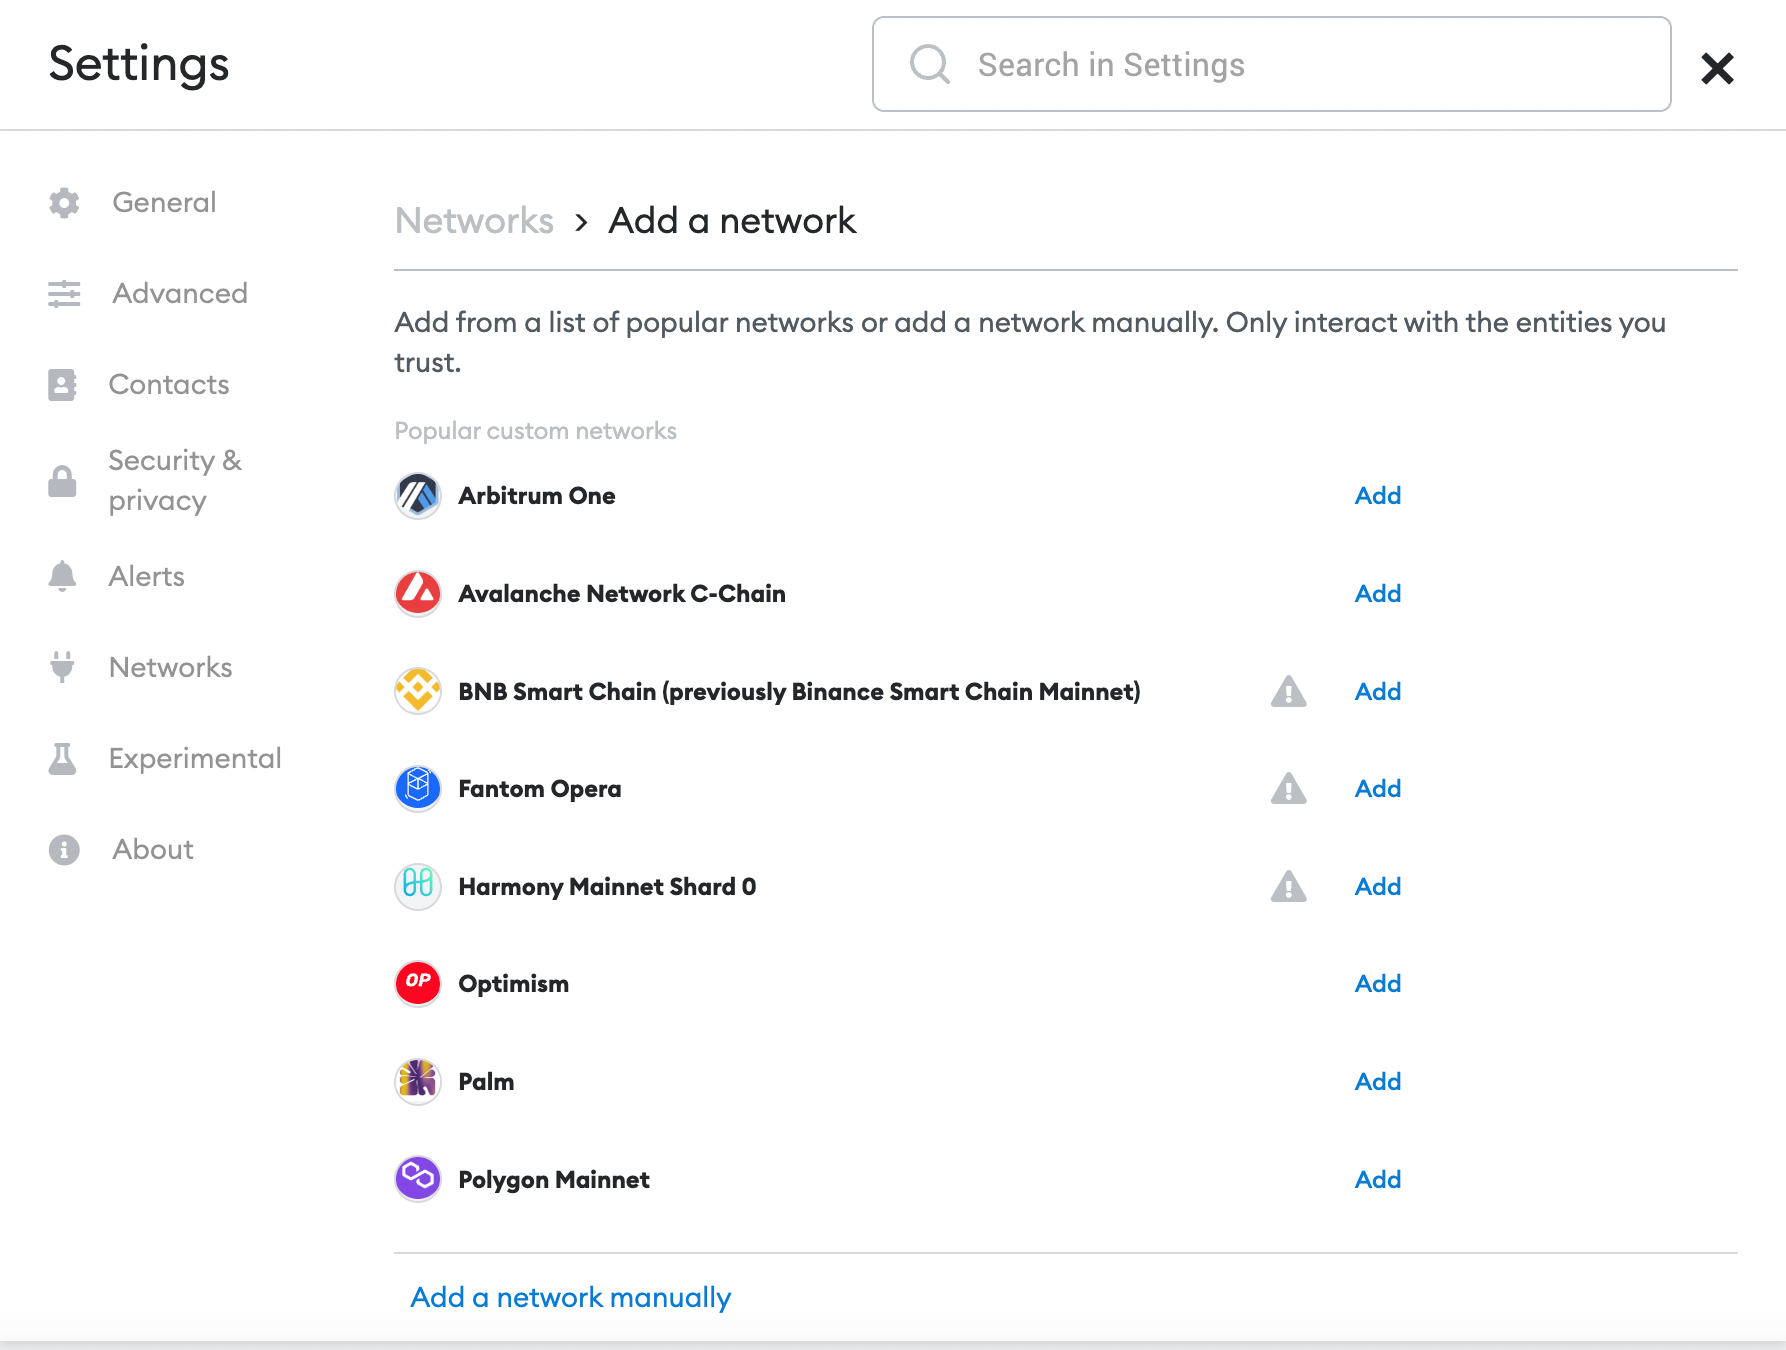 Settings
Search in Settings
General
Advanced
Contacts
Security &
privacy
Alerts
Networks
Experimental
About
Networks > Add a network
Add from a list of popular networks or add a network manually. Only interact with the entities you
trust.
Popular custom networks
Arbitrum One Add
Avalanche Network C-Chain Add
BNB Smart Chain (previously Binance Smart Chain Mainnet) Add
Fantom Opera Add
Harmony Mainnet Shard 0 Add
OP Optimism Add
Palm Add
Polygon Mainnet Add
Add a network manually